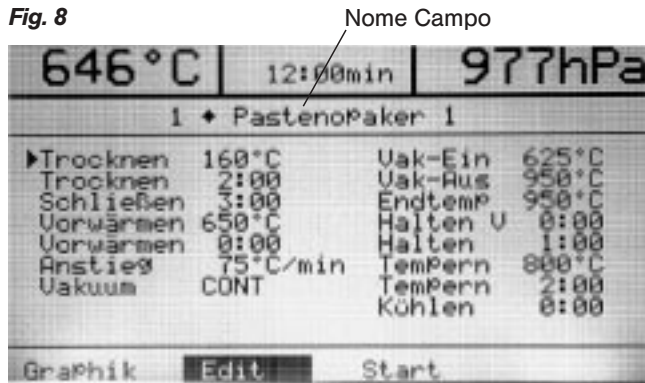 Fig. 8
Nome Campo
646°C 12:00min 977hPa
1 ♦ Pastenopaker 1
▶Trocknen 160°C Vak-Ein 625°C
Trocknen 2:00 Vak-Aus 950°C
Schließen 3:00 Endtemp 950°C
Vorwärmen 650°C Halten V 0:00
Vorwärmen 0:00 Halten 1:00
Anstieg 75°C/min Tempern 800°C
Vakuum CONT Tempern 2:00
Kühlen 0:00
Graphik Edit Start